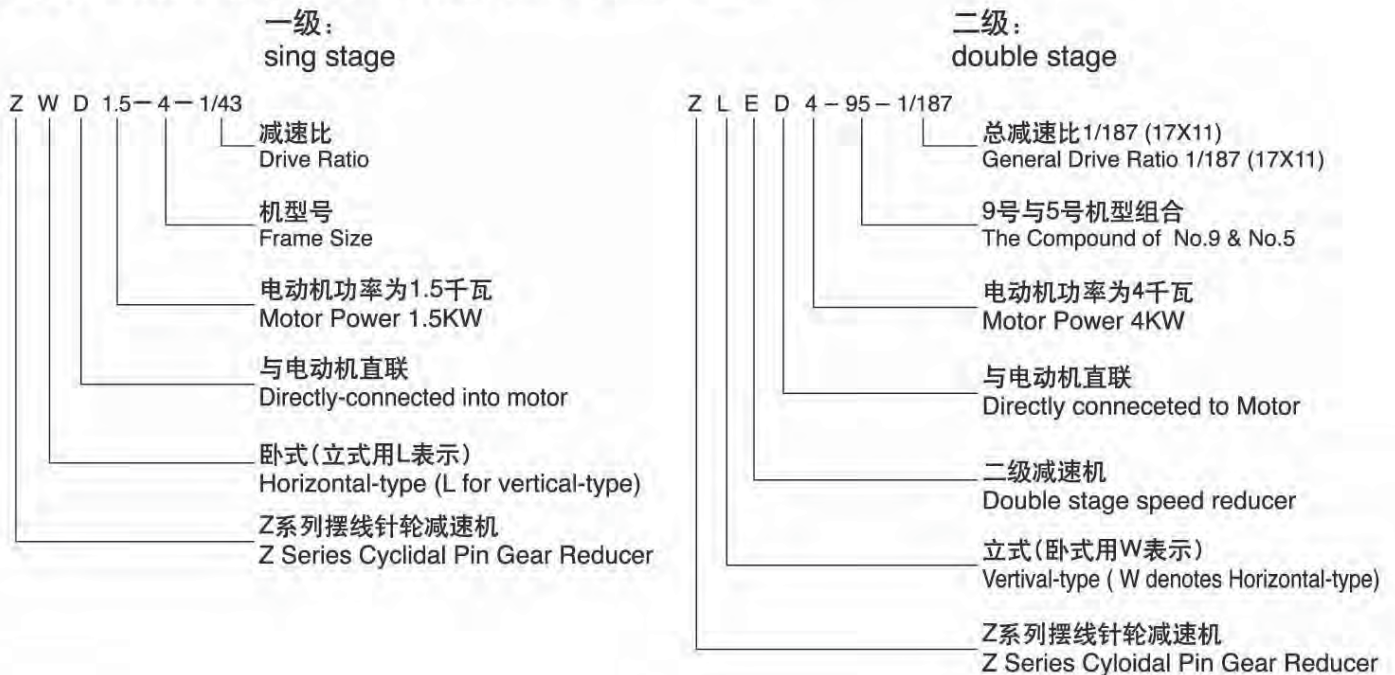 一级：
sing stage
Z W D 1.5－4－1/43
减速比
Drive Ratio
机型号
Frame Size
电动机功率为1.5千瓦
Motor Power 1.5KW
与电动机直联
Directly-connected into motor
卧式(立式用L表示)
Horizontal-type (L for vertical-type)
Z系列摆线针轮减速机
Z Series Cyclidal Pin Gear Reducer
二级：
double stage
Z L E D 4 – 95 – 1/187
总减速比1/187 (17X11)
General Drive Ratio 1/187 (17X11)
9号与5号机型组合
The Compound of No.9 & No.5
电动机功率为4千瓦
Motor Power 4KW
与电动机直联
Directly conneceted to Motor
二级减速机
Double stage speed reducer
立式(卧式用W表示)
Vertival-type ( W denotes Horizontal-type)
Z系列摆线针轮减速机
Z Series Cyloidal Pin Gear Reducer